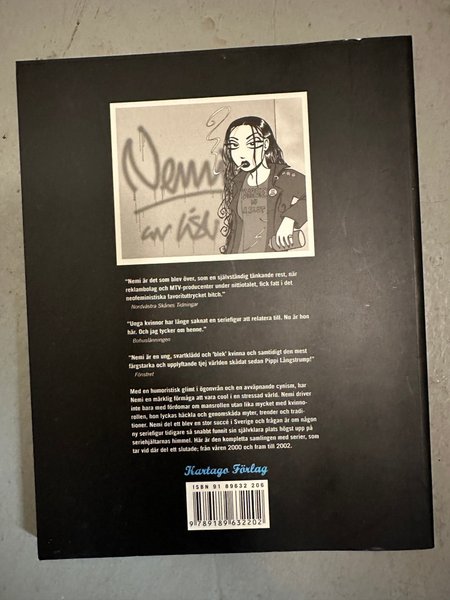 Nemi
av Lise
"Nemi är det som blev över, som en självständig tänkande rest, när
reklambolag och MTV-producenter under nittiotalet, fick fatt i det
neofeministiska favorituttrycket bitch."
Nordvästra Skånes Tidningar
"Unga kvinnor har länge saknat en seriefigur att relatera till. Nu är hon
här. Och jag tycker om henne."
Bohuslänningen
"Nemi är en ung, svartklädd och 'blek' kvinna och samtidigt den mest
färgstarka och upplyftande tjej världen skådat sedan Pippi Långstrump!"
Fönstret
Med en humoristisk glimt i ögonvrån och en avväpnande cynism, har
Nemi en märklig förmåga att vara cool i en stressad värld. Nemi driver
inte bara med fördomar om mansrollen utan lika mycket med kvinno-
rollen, hon lyckas häckla och genomskåda myter, trender och tradi-
tioner. Nemi del ett blev en stor succé i Sverige och frågan är om någon
ny seriefigur tidigare så snabbt funnit sin självklara plats högst upp på
seriehjältarnas himmel. Här är den kompletta samlingen med serier, som
tar vid där del ett slutade; från våren 2000 och fram till 2002.
Kartago Förlag
ISBN 91 89632 206
9 789189 632202